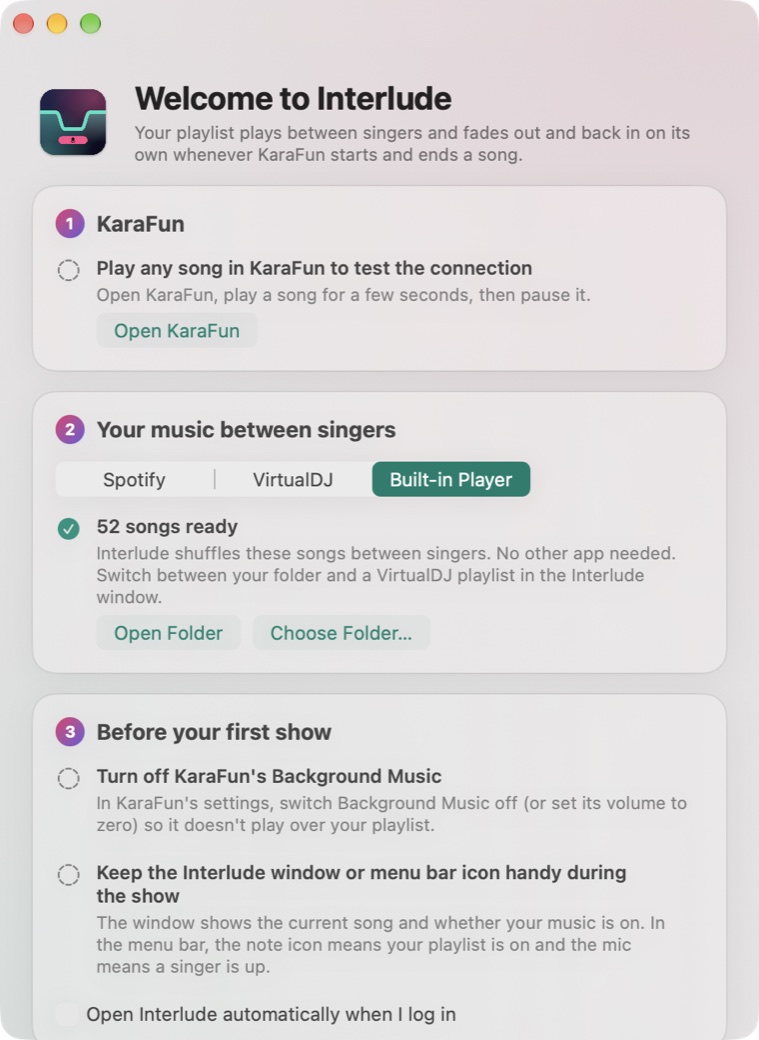 Welcome to Interlude
Your playlist plays between singers and fades out and back in on its
own whenever KaraFun starts and ends a song.
1 KaraFun
Play any song in KaraFun to test the connection
Open KaraFun, play a song for a few seconds, then pause it.
Open KaraFun
2 Your music between singers
Spotify VirtualDJ Built-in Player
52 songs ready
Interlude shuffles these songs between singers. No other app needed.
Switch between your folder and a VirtualDJ playlist in the Interlude
window.
Open Folder Choose Folder...
3 Before your first show
Turn off KaraFun's Background Music
In KaraFun's settings, switch Background Music off (or set its volume to
zero) so it doesn't play over your playlist.
Keep the Interlude window or menu bar icon handy during
the show
The window shows the current song and whether your music is on. In
the menu bar, the note icon means your playlist is on and the mic
means a singer is up.
Open Interlude automatically when I log in